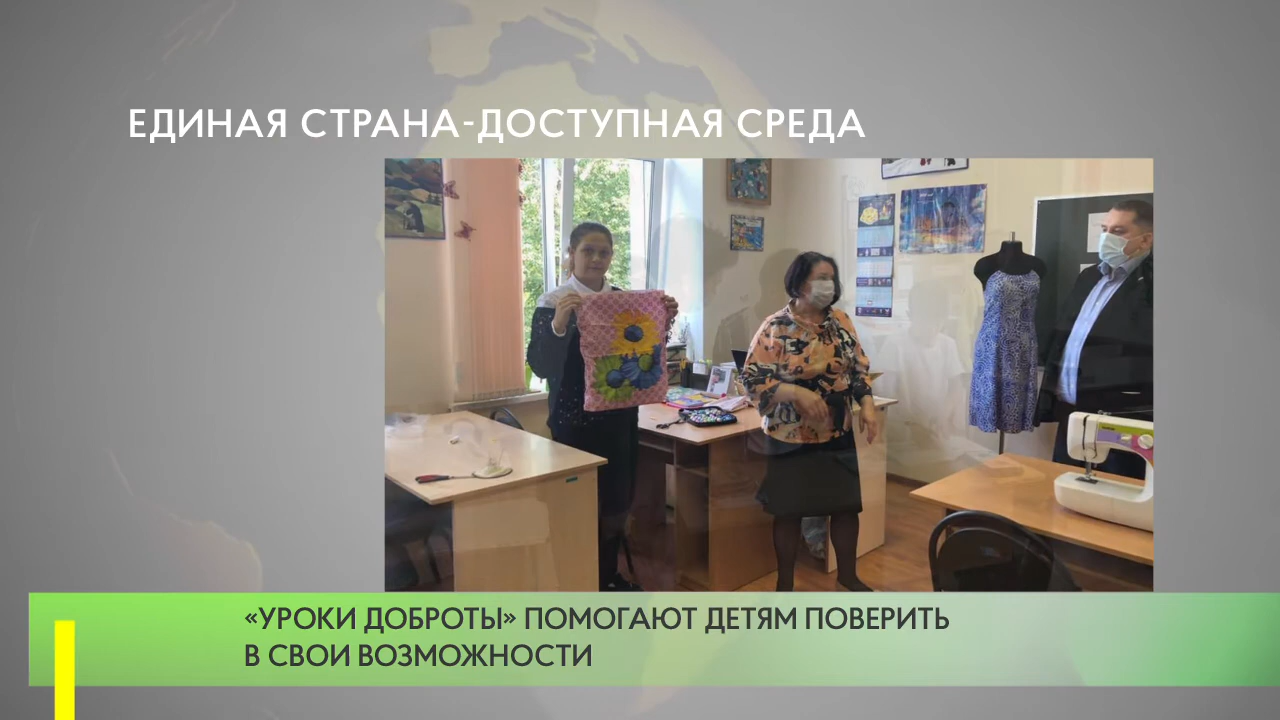 ЕДИНАЯ СТРАНА-ДОСТУПНАЯ СРЕДА
«УРОКИ ДОБРОТЫ» ПОМОГАЮТ ДЕТЯМ ПОВЕРИТЬ
В СВОИ ВОЗМОЖНОСТИ